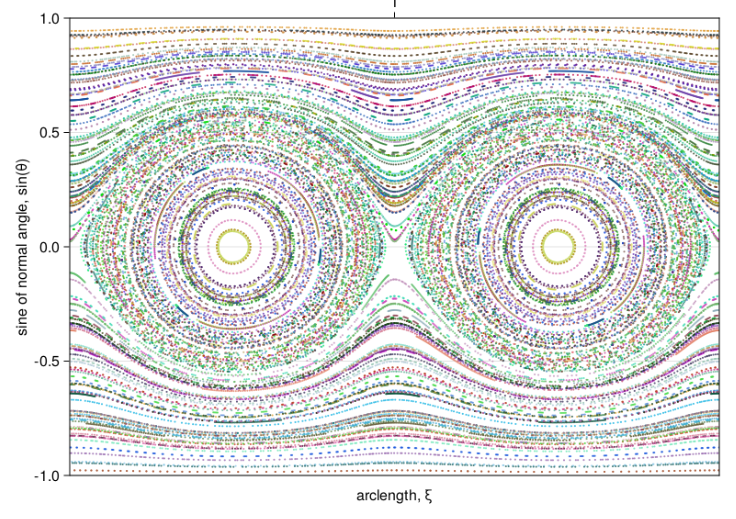 1.0
0.5
0.0
-0.5
-1.0
sine of normal angle, sin(θ)
arclength, ξ